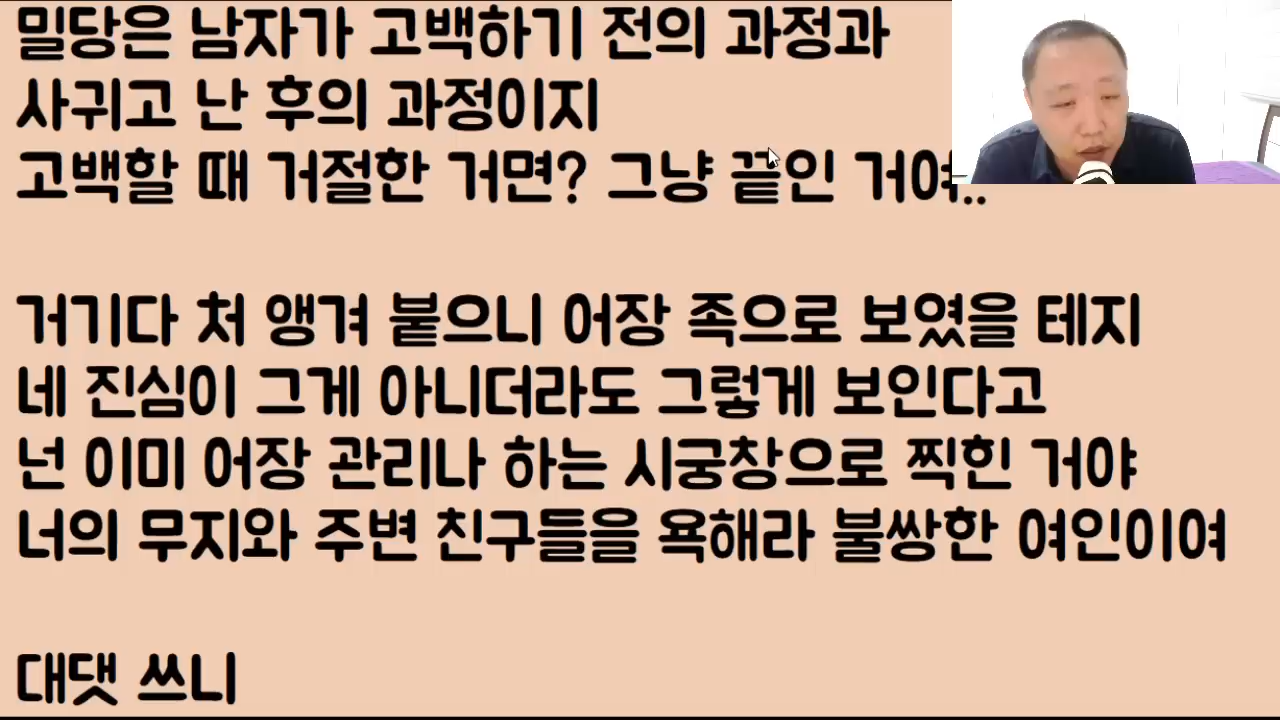 밀당은 남자가 고백하기 전의 과정과
사귀고 난 후의 과정이지
고백할 때 거절한 거면? 그냥 끝인 거여..
거기다 처 앵겨 붙으니 어장 족으로 보였을 테지
네 진심이 그게 아니더라도 그렇게 보인다고
넌 이미 어장 관리나 하는 시궁창으로 찍힌 거야
너의 무지와 주변 친구들을 욕해라 불쌍한 여인이여
대댓 쓰니